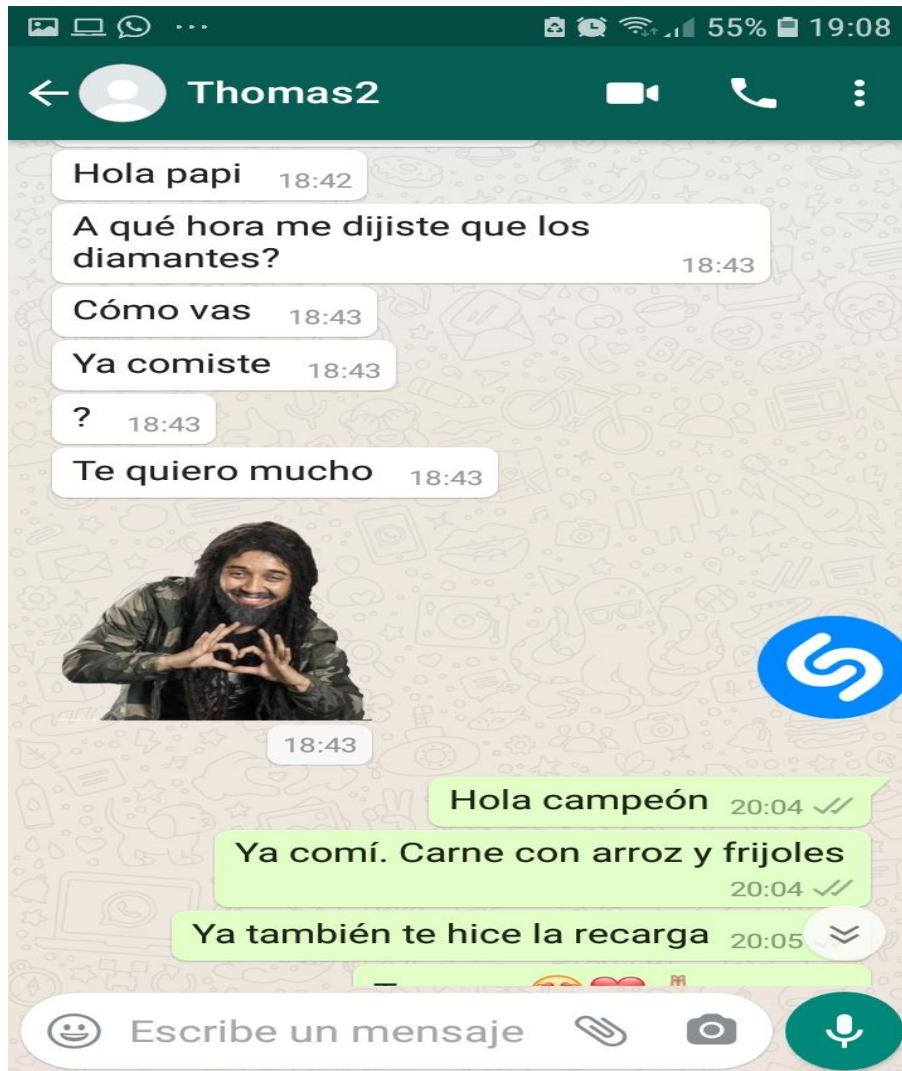 55% 19:08
Thomas2
Hola papi 18:42
A qué hora me dijiste que los
diamantes? 18:43
Cómo vas 18:43
Ya comiste 18:43
? 18:43
Te quiero mucho 18:43
18:43
Hola campeón 20:04
Ya comí. Carne con arroz y frijoles
20:04
Ya también te hice la recarga 20:05
Escribe un mensaje